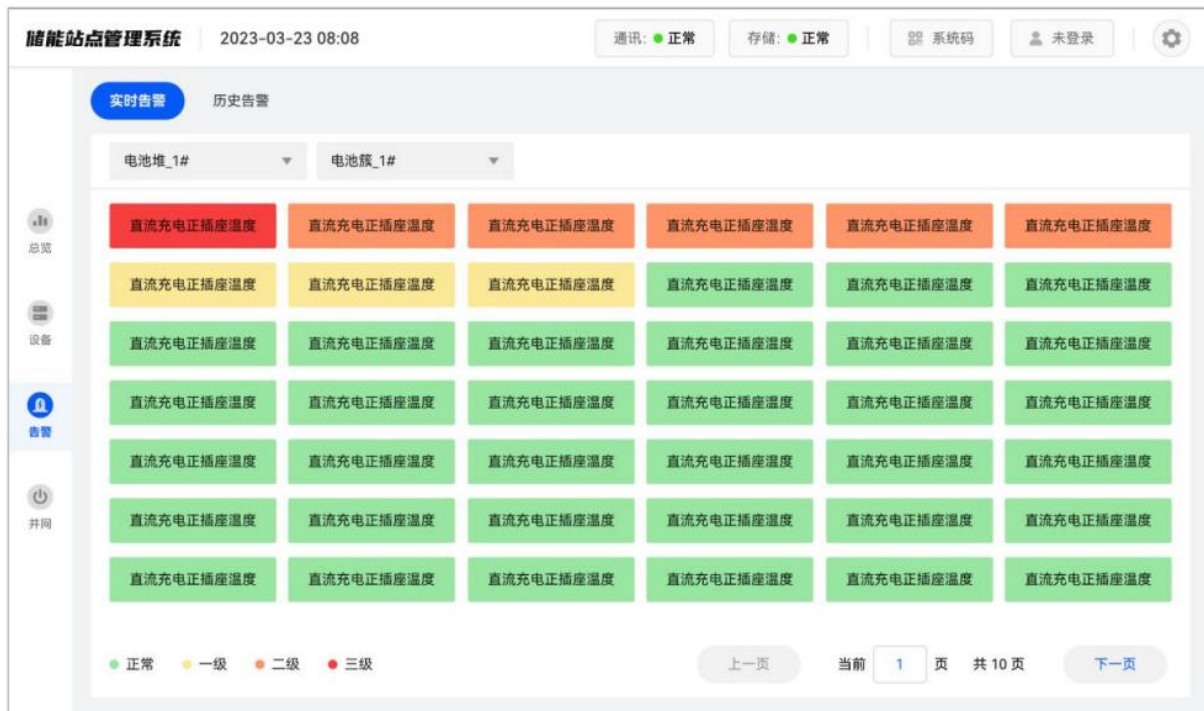 储能站点管理系统 2023-03-23 08:08 通讯: 正常 存储: 正常 系统码 未登录
实时告警 历史告警
电池堆_1# 电池簇_1#
直流充电正插座温度 直流充电正插座温度 直流充电正插座温度 直流充电正插座温度 直流充电正插座温度 直流充电正插座温度
总览
直流充电正插座温度 直流充电正插座温度 直流充电正插座温度 直流充电正插座温度 直流充电正插座温度 直流充电正插座温度
设备
直流充电正插座温度 直流充电正插座温度 直流充电正插座温度 直流充电正插座温度 直流充电正插座温度 直流充电正插座温度
直流充电正插座温度 直流充电正插座温度 直流充电正插座温度 直流充电正插座温度 直流充电正插座温度 直流充电正插座温度
告警
直流充电正插座温度 直流充电正插座温度 直流充电正插座温度 直流充电正插座温度 直流充电正插座温度 直流充电正插座温度
并网
直流充电正插座温度 直流充电正插座温度 直流充电正插座温度 直流充电正插座温度 直流充电正插座温度 直流充电正插座温度
直流充电正插座温度 直流充电正插座温度 直流充电正插座温度 直流充电正插座温度 直流充电正插座温度 直流充电正插座温度
正常 一级 二级 三级 上一页 当前 1 页 共 10 页 下一页